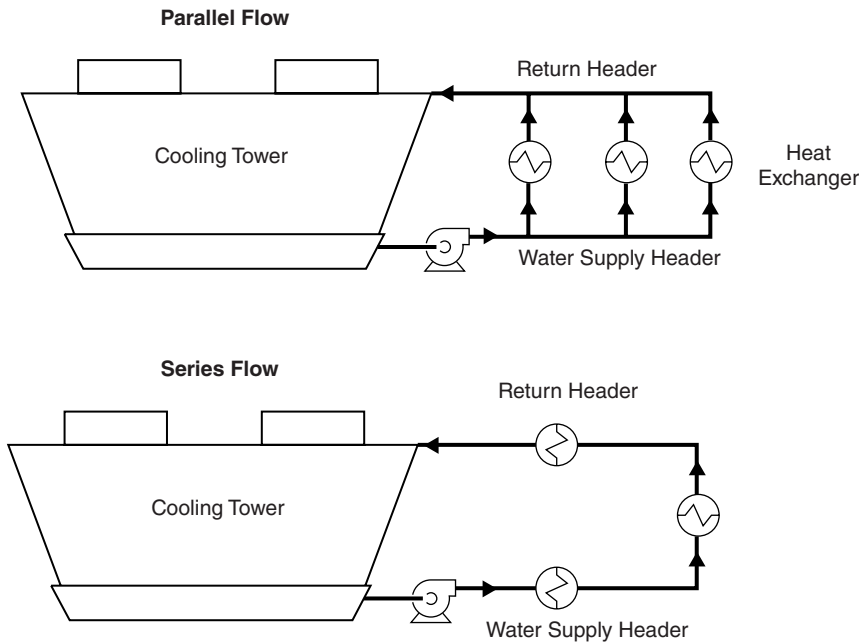 Parallel Flow
Return Header
Cooling Tower
Heat
Exchanger
Water Supply Header
Series Flow
Return Header
Cooling Tower
Water Supply Header